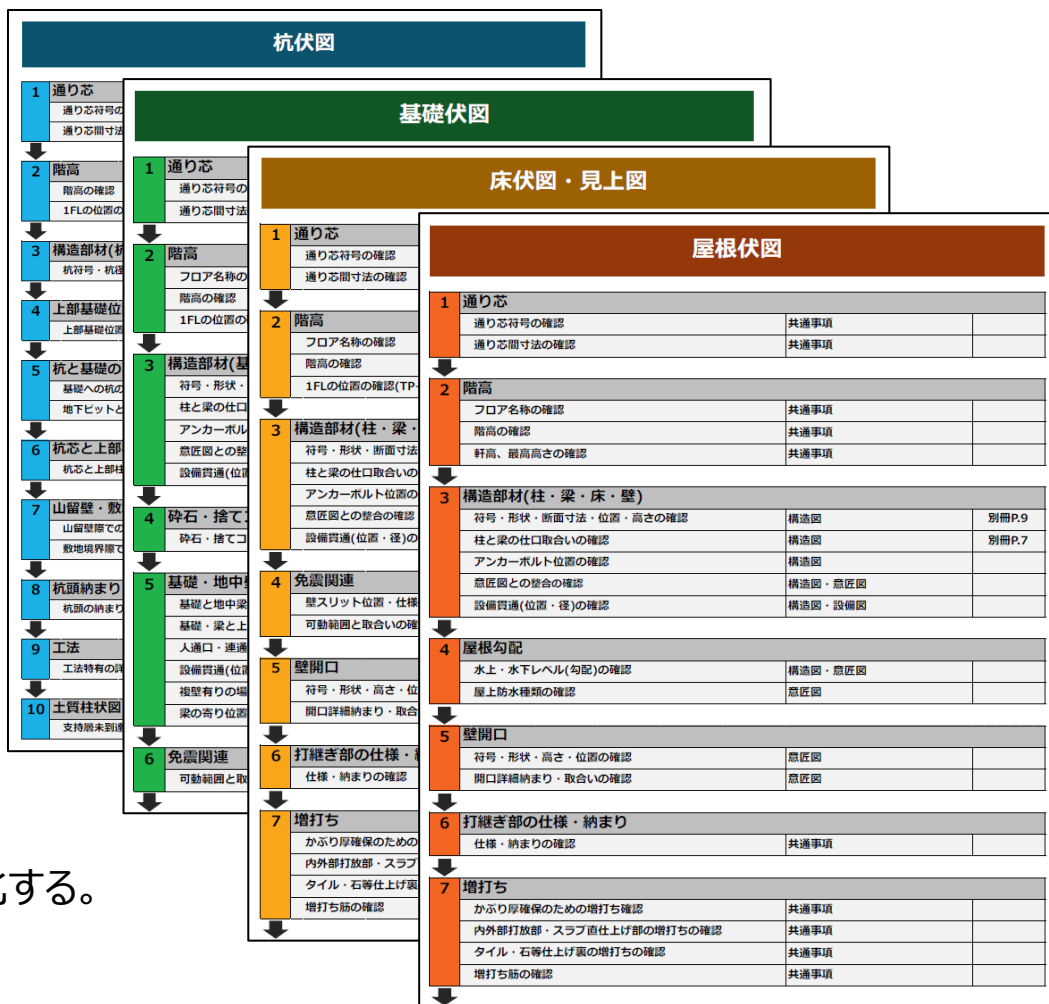 杭伏図
1 通り芯
通り芯符号の
通り芯間寸法
2 階高
階高の確認
1FLの位置の
3 構造部材(杭
杭符号・杭径
4 上部基礎位
上部基礎位置
5 杭と基礎の
基礎への杭の
地下ピットと
6 杭芯と上部
杭芯と上部柱
7 山留壁・敷
山留壁際での
敷地境界際で
8 杭頭納まり
杭頭の納まり
9 工法
工法特有の詳
10 土質柱状図
支持層未到達
基礎伏図
1 通り芯
通り芯符号の
通り芯間寸法
2 階高
フロア名称の
階高の確認
1FLの位置の
3 構造部材(基
符号・形状・
柱と梁の仕口
アンカーボル
意匠図との整
設備貫通(位置
4 砕石・捨てコ
砕石・捨てコ
5 基礎・地中
基礎と地中梁
基礎・梁と上
人通口・連通
設備貫通(位置
複壁有りの場
梁の寄り位置
6 免震関連
可動範囲と取
床伏図・見上図
1 通り芯
通り芯符号の確認
通り芯間寸法の確認
2 階高
フロア名称の確認
階高の確認
1FLの位置の確認(TP
3 構造部材(柱・梁・
符号・形状・断面寸法
柱と梁の仕口取合いの
アンカーボルト位置の
意匠図との整合の確認
設備貫通(位置・径)の
4 免震関連
壁スリット位置・仕様
可動範囲と取合いの確
5 壁開口
符号・形状・高さ・位
開口詳細納まり・取合
6 打継ぎ部の仕様・
仕様・納まりの確認
7 増打ち
かぶり厚確保のための
内外部打放部・スラブ
タイル・石等仕上げ裏
増打ち筋の確認
屋根伏図
1 通り芯
通り芯符号の確認 共通事項
通り芯間寸法の確認 共通事項
2 階高
フロア名称の確認 共通事項
階高の確認 共通事項
軒高、最高高さの確認 共通事項
3 構造部材(柱・梁・床・壁)
符号・形状・断面寸法・位置・高さの確認 構造図 別冊P.9
柱と梁の仕口取合いの確認 構造図 別冊P.7
アンカーボルト位置の確認 構造図
意匠図との整合の確認 構造図・意匠図
設備貫通(位置・径)の確認 構造図・設備図
4 屋根勾配
水上・水下レベル(勾配)の確認 構造図・意匠図
屋上防水種類の確認 意匠図
5 壁開口
符号・形状・高さ・位置の確認 意匠図
開口詳細納まり・取合いの確認 意匠図
6 打継ぎ部の仕様・納まり
仕様・納まりの確認 共通事項
7 増打ち
かぶり厚確保のための増打ち確認 共通事項
内外部打放部・スラブ直仕上げ部の増打ちの確認 共通事項
タイル・石等仕上げ裏の増打ちの確認 共通事項
増打ち筋の確認 共通事項
化する。